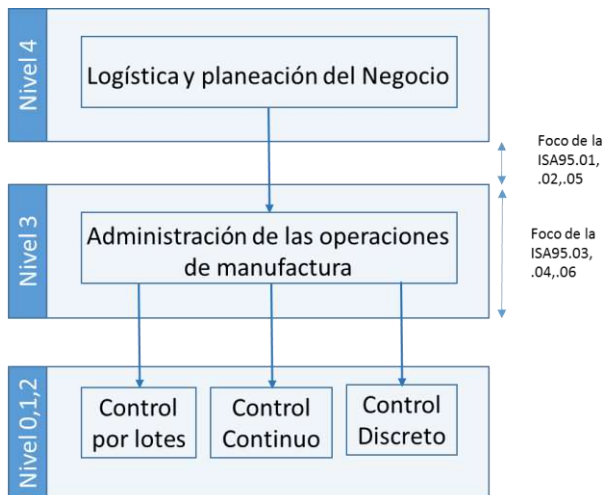 Nivel 4
Logística y planeación del Negocio
Foco de la
ISA95.01,
.02,.05
Nivel 3
Administración de las operaciones
de manufactura
Foco de la
ISA95.03,
.04,.06
Nivel 0,1,2
Control
por lotes
Control
Continuo
Control
Discreto